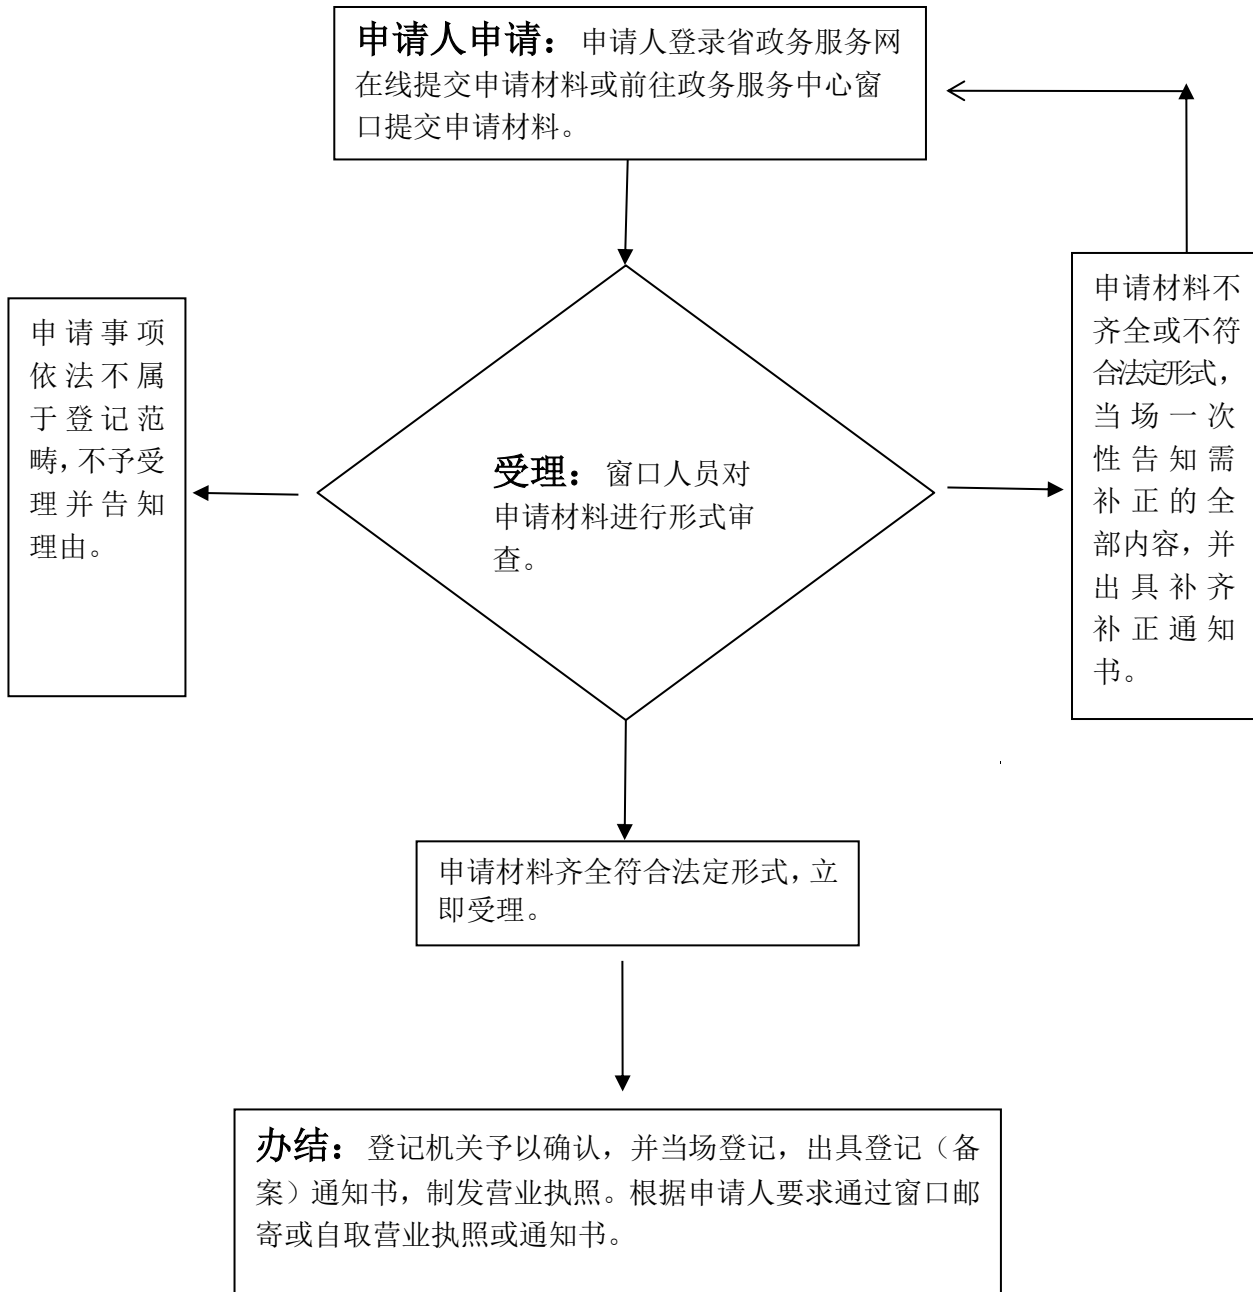 申请人申请：申请人登录省政务服务网
在线提交申请材料或前往政务服务中心窗
口提交申请材料。
申请事项
依法不属
于登记范
畴，不予受
理并告知
理由。
受理：窗口人员对
申请材料进行形式审
查。
申请材料不
齐全或不符
合法定形式，
当场一次
性告知需
补正的全
部内容，并
出具补齐
补正通知
书。
申请材料齐全符合法定形式，立
即受理。
办结：登记机关予以确认，并当场登记，出具登记（备
案）通知书，制发营业执照。根据申请人要求通过窗口邮
寄或自取营业执照或通知书。